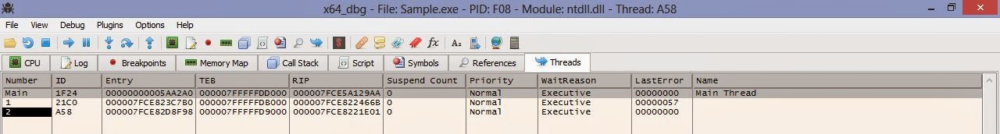 x64_dbg - File: Sample.exe - PID: F08 - Module: ntdll.dll - Thread: A58
File View Debug Plugins Options Help
S fx Az
CPU Log Breakpoints Memory Map Call Stack Script Symbols References Threads
Number ID Entry TEB RIP Suspend Count Priority WaitReason LastError Name
Main 1F24 00000000005AA2A0 000007FFFFFDD000 000007FCE5A129AA 0 Normal Executive 00000000 Main Thread
1 21C0 000007FCE823C7B0 000007FFFFFDB000 000007FCE822466B 0 Normal Executive 00000057
2 A58 000007FCE82D8F98 000007FFFFFD9000 000007FCE8221E01 0 Normal Executive 00000000